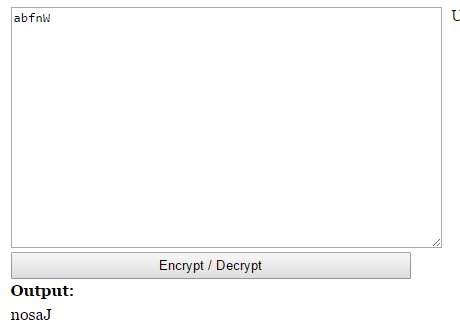 abfnW
U
Encrypt / Decrypt
Output:
nosaJ